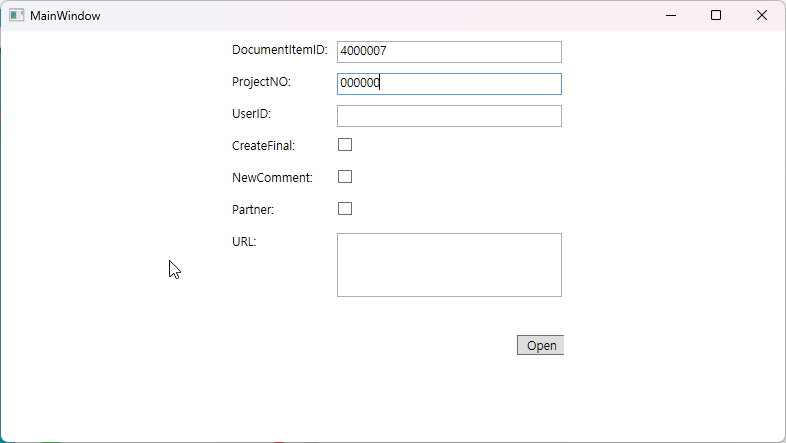 MainWindow
DocumentItemID: 4000007
ProjectNO: 000000
UserID:
CreateFinal:
NewComment:
Partner:
URL:
Open